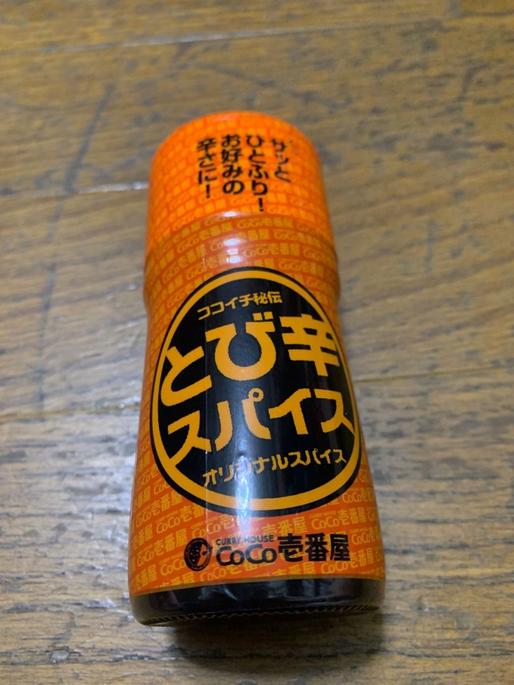 サッと
ひとふり！
お好みの
辛さに！
ココイチ秘伝
とび辛
スパイス
オリジナルスパイス
CURRY HOUSE
CoCo壱番屋